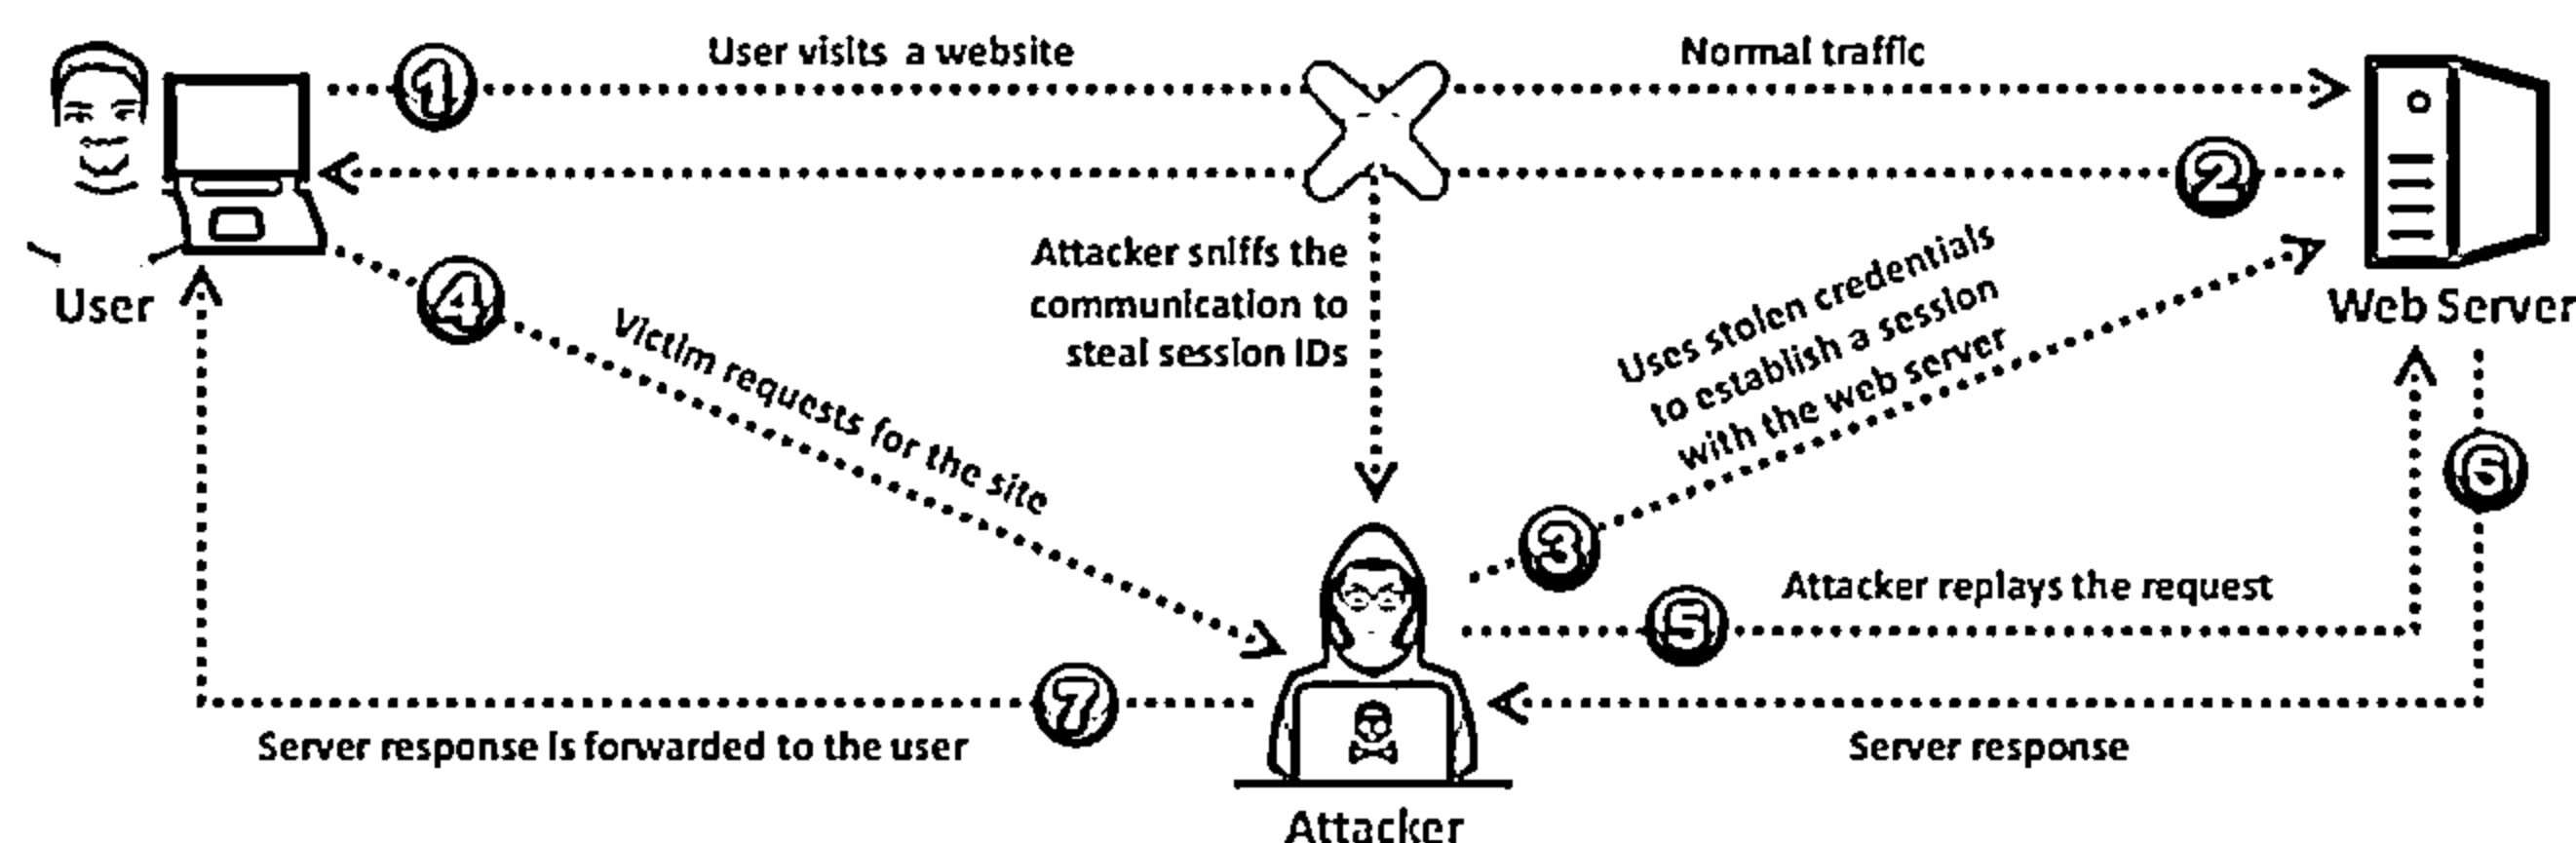 User visits a website
Normal traffic
1
2
Attacker sniffs the
communication to
steal session IDs
User
Web Server
4
Victim requests for the site
Uses stolen credentials
to establish a session
with the web server
3
6
5
Attacker replays the request
7
Server response is forwarded to the user
Server response
Attacker